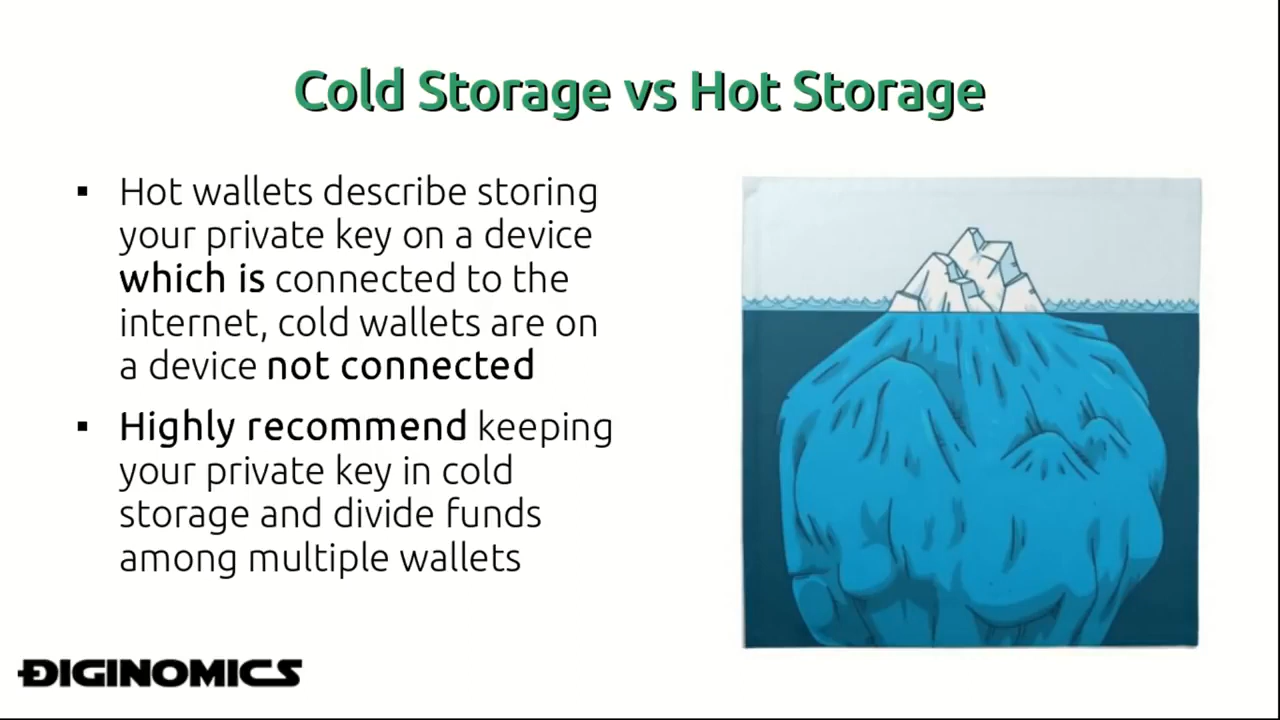 Cold Storage vs Hot Storage
▪ Hot wallets describe storing
your private key on a device
which is connected to the
internet, cold wallets are on
a device not connected
▪ Highly recommend keeping
your private key in cold
storage and divide funds
among multiple wallets
ĐIGINOMICS